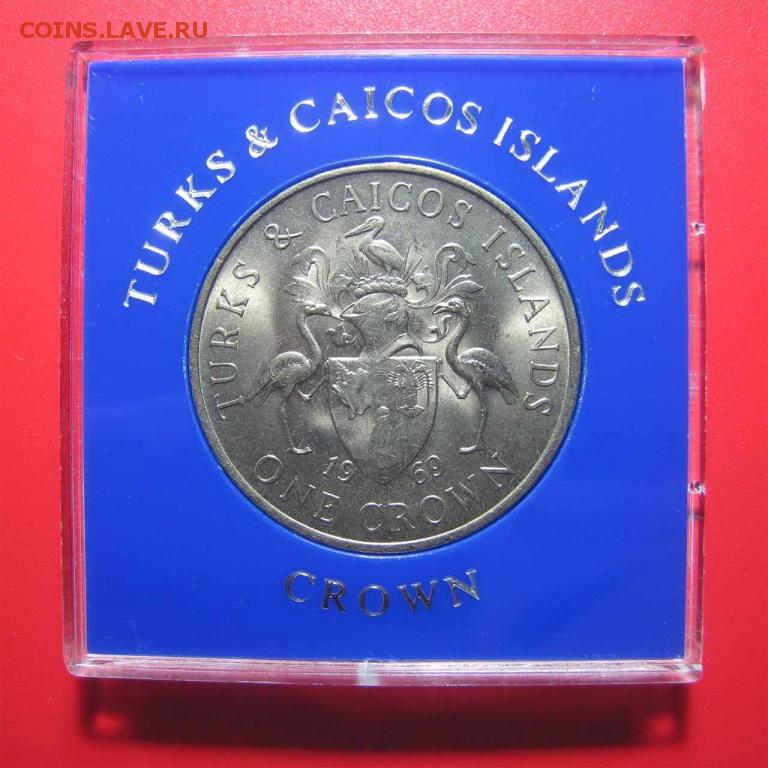 COINS.LAVE.RU
TURKS & CAICOS ISLANDS
TURKS & CAICOS ISLANDS
1969
ONE CROWN
CROWN